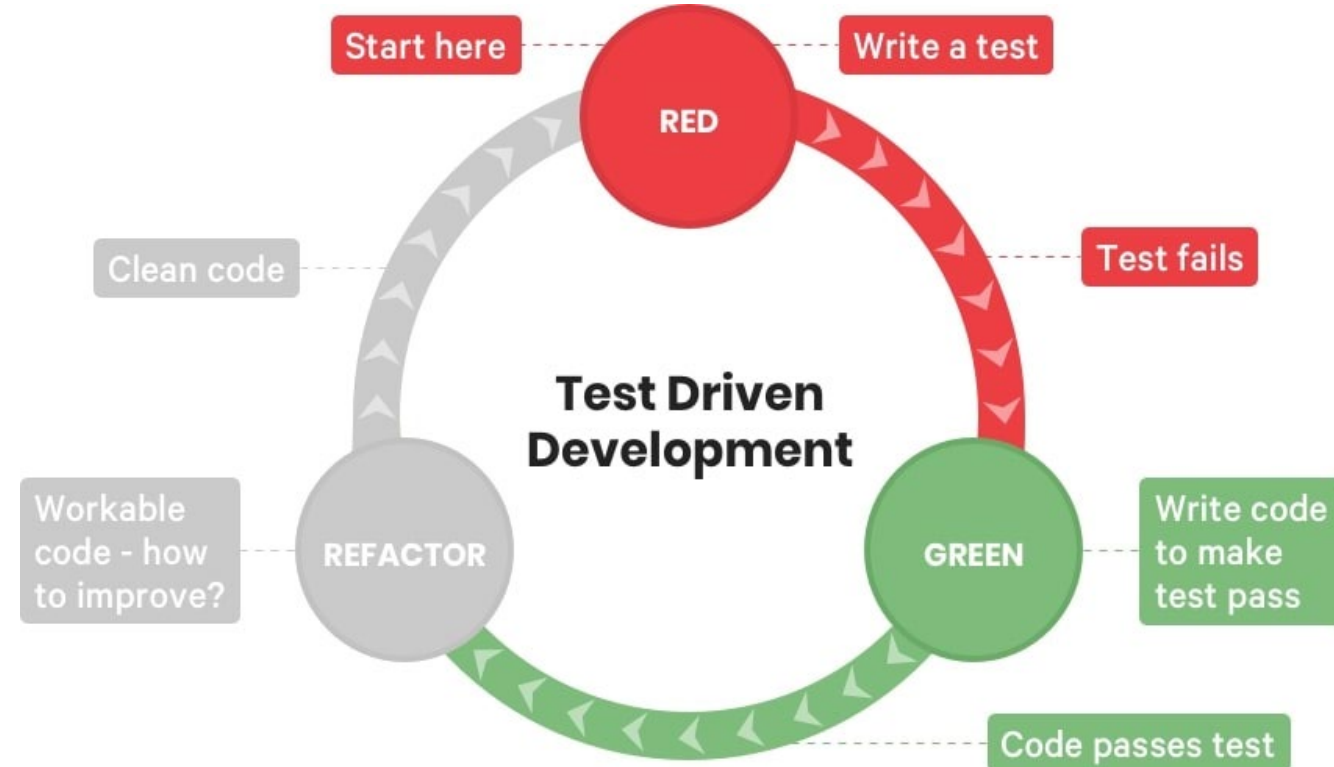 Start here
Write a test
RED
Test fails
Clean code
Test Driven
Development
Workable
code - how
to improve?
REFACTOR
GREEN
Write code
to make
test pass
Code passes test